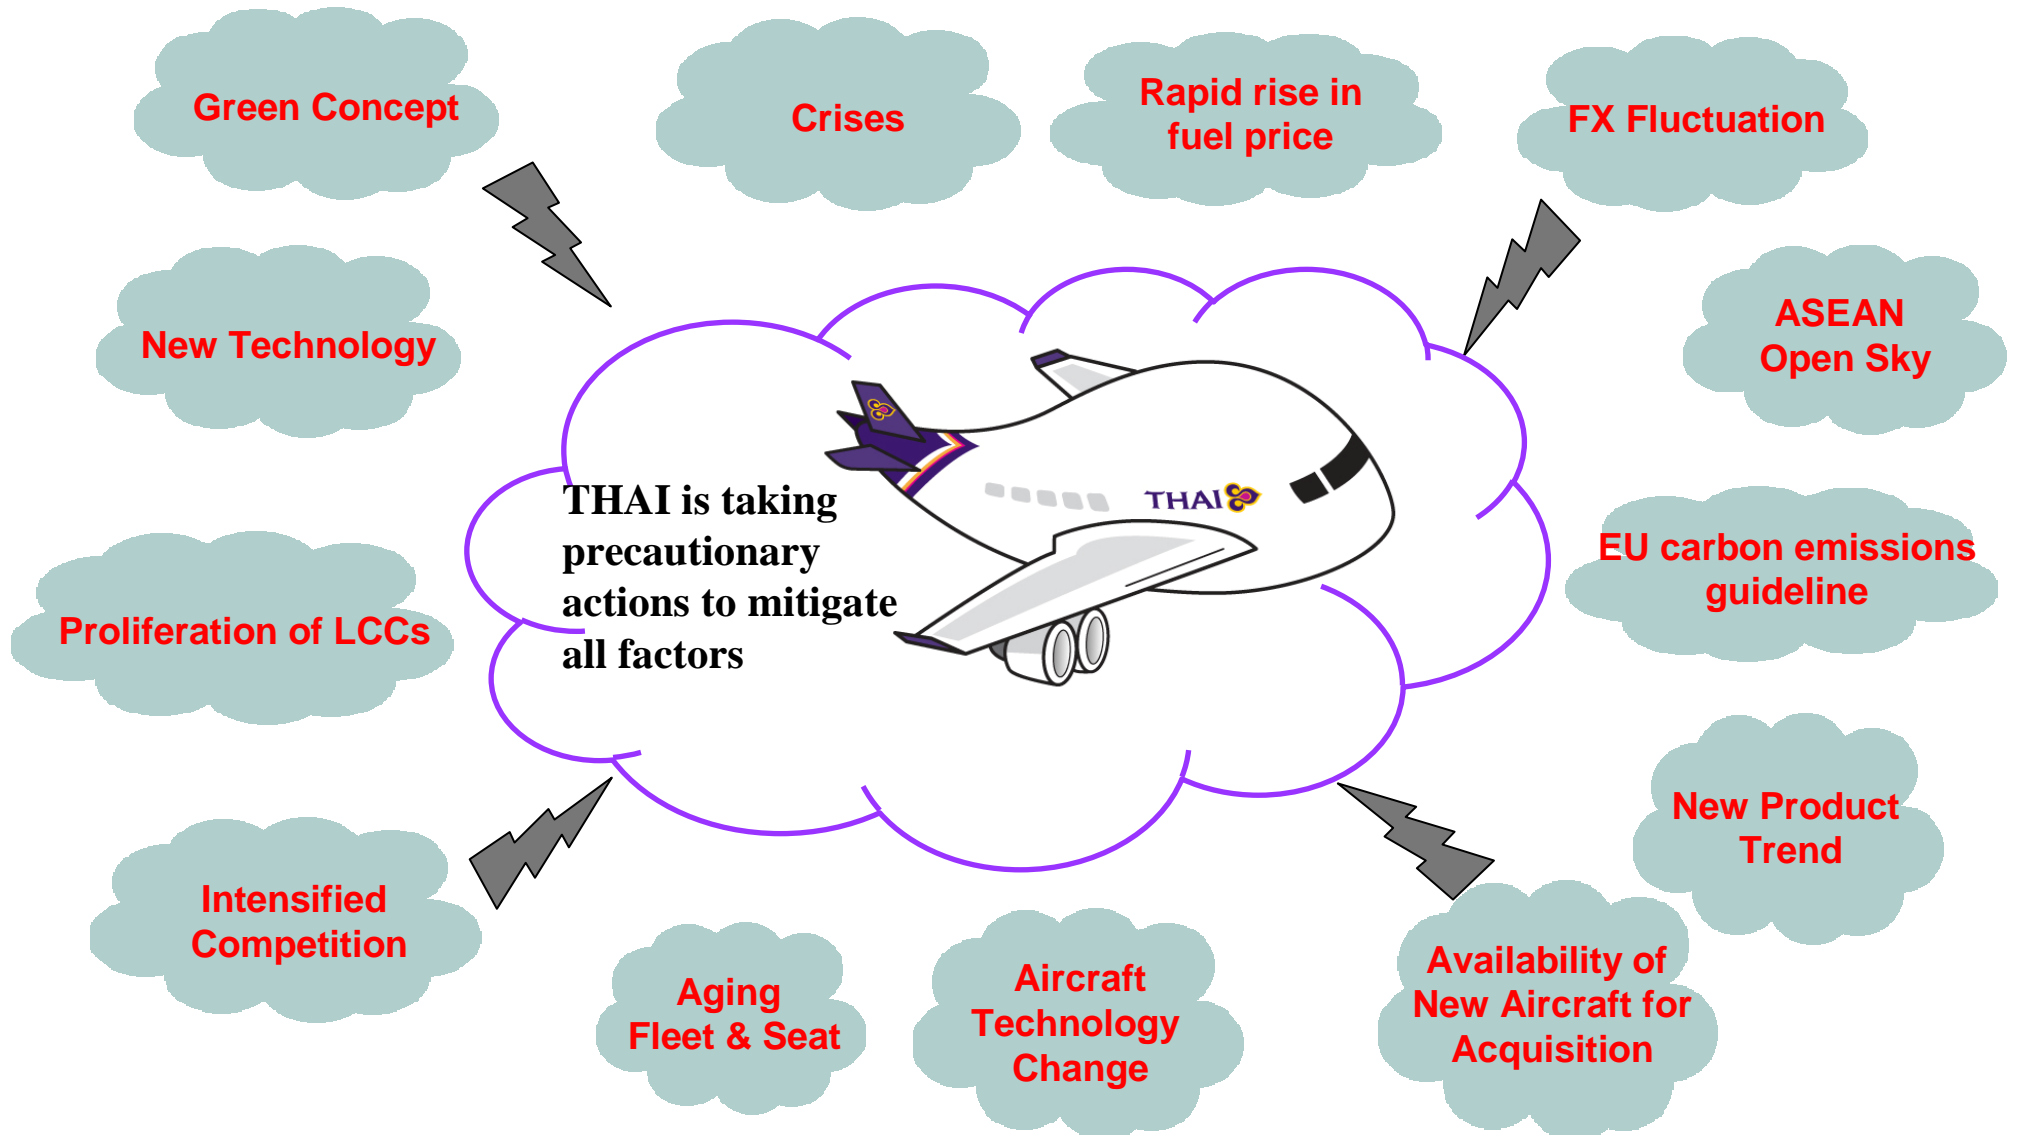 Green Concept
Crises
Rapid rise in
fuel price
FX Fluctuation
New Technology
ASEAN
Open Sky
THAI is taking
precautionary
actions to mitigate
all factors
THAI
EU carbon emissions
guideline
Proliferation of LCCs
New Product
Trend
Intensified
Competition
Aging
Fleet & Seat
Aircraft
Technology
Change
Availability of
New Aircraft for
Acquisition